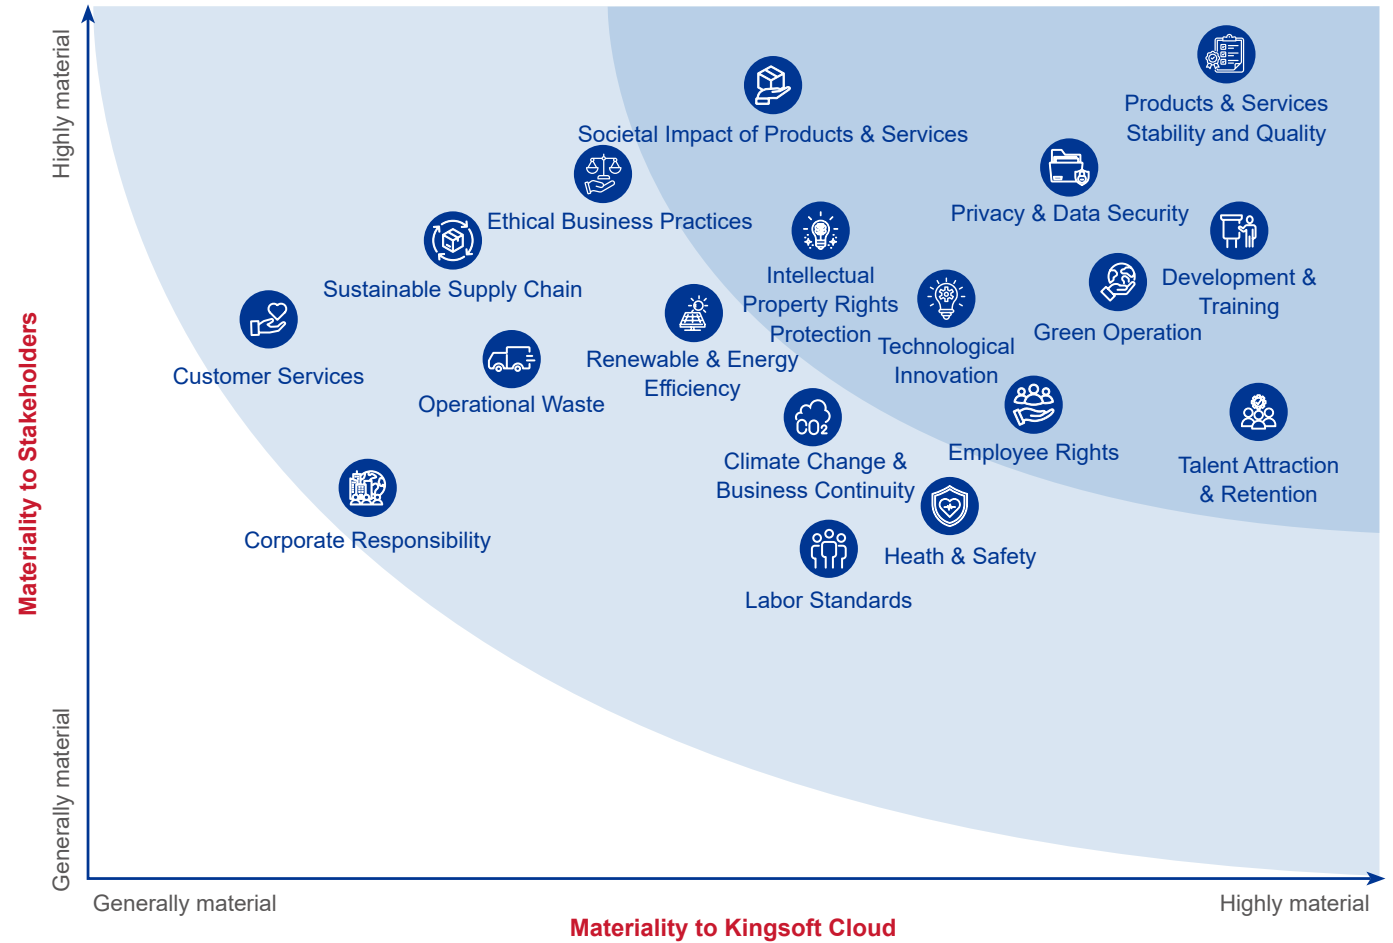 Highly material
Materiality to Stakeholders
Generally material
Products & Services
Stability and Quality
Societal Impact of Products & Services
Privacy & Data Security
Ethical Business Practices
Development &
Training
Intellectual
Property Rights
Protection
Sustainable Supply Chain
Green Operation
Technological
Innovation
Renewable & Energy
Efficiency
Customer Services
Operational Waste
CO2
Climate Change &
Business Continuity
Employee Rights
Talent Attraction
& Retention
Corporate Responsibility
Heath & Safety
Labor Standards
Generally material
Highly material
Materiality to Kingsoft Cloud